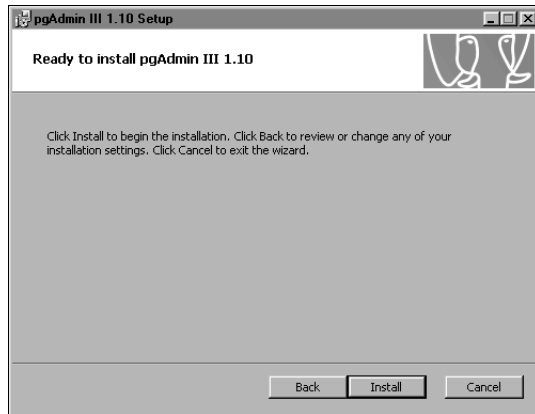 pgAdmin III 1.10 Setup
Ready to install pgAdmin III 1.10
Click Install to begin the installation. Click Back to review or change any of your
installation settings. Click Cancel to exit the wizard.
Back Install Cancel